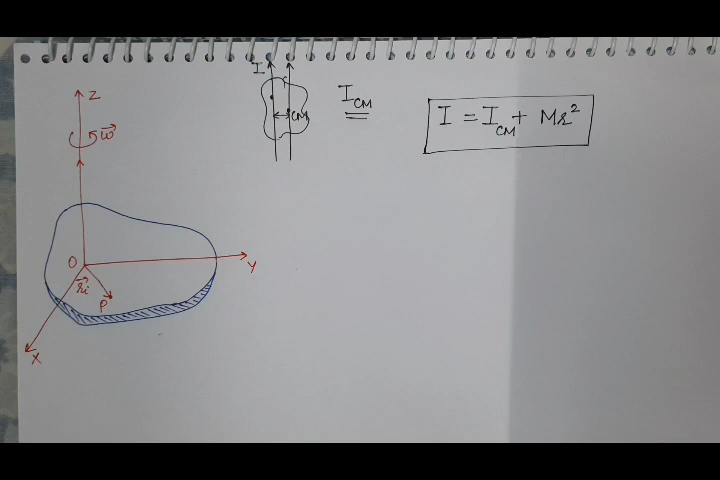 I
CM
I_CM
I = I_CM + Mr²
Z
ω⃗
O
Y
r⃗i
P
X